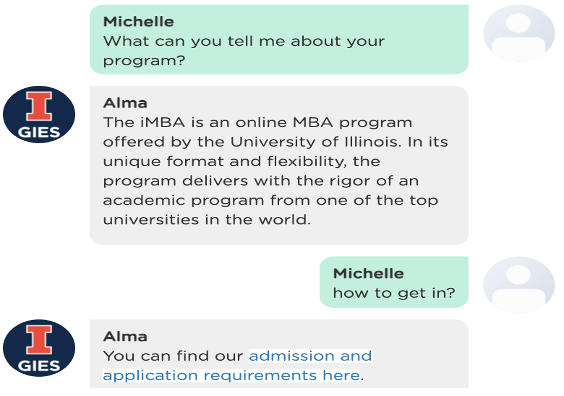 Michelle
What can you tell me about your
program?
I
GIES
Alma
The iMBA is an online MBA program
offered by the University of Illinois. In its
unique format and flexibility, the
program delivers with the rigor of an
academic program from one of the top
universities in the world.
Michelle
how to get in?
I
GIES
Alma
You can find our admission and
application requirements here.